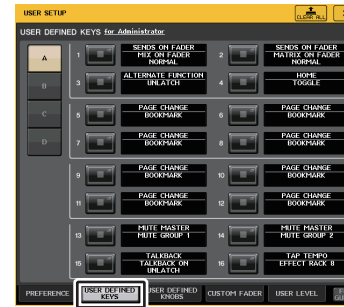 USER SETUP
CLEAR ALL
USER DEFINED KEYS for Administrator
A
B
C
D
1 SENDS ON FADER
MIX ON FADER
NORMAL
2 SENDS ON FADER
MATRIX ON FADER
NORMAL
3 ALTERNATE FUNCTION
UNLATCH
4 HOME
TOGGLE
5 PAGE CHANGE
BOOKMARK
6 PAGE CHANGE
BOOKMARK
7 PAGE CHANGE
BOOKMARK
8 PAGE CHANGE
BOOKMARK
9 PAGE CHANGE
BOOKMARK
10 PAGE CHANGE
BOOKMARK
11 PAGE CHANGE
BOOKMARK
12 PAGE CHANGE
BOOKMARK
13 MUTE MASTER
MUTE GROUP 1
14 MUTE MASTER
MUTE GROUP 2
15 TALKBACK
TALKBACK ON
UNLATCH
16 TAP TEMPO
EFFECT RACK 8
PREFERENCE
USER DEFINED
KEYS
USER DEFINED
KNOBS
CUSTOM FADER
USER LEVEL